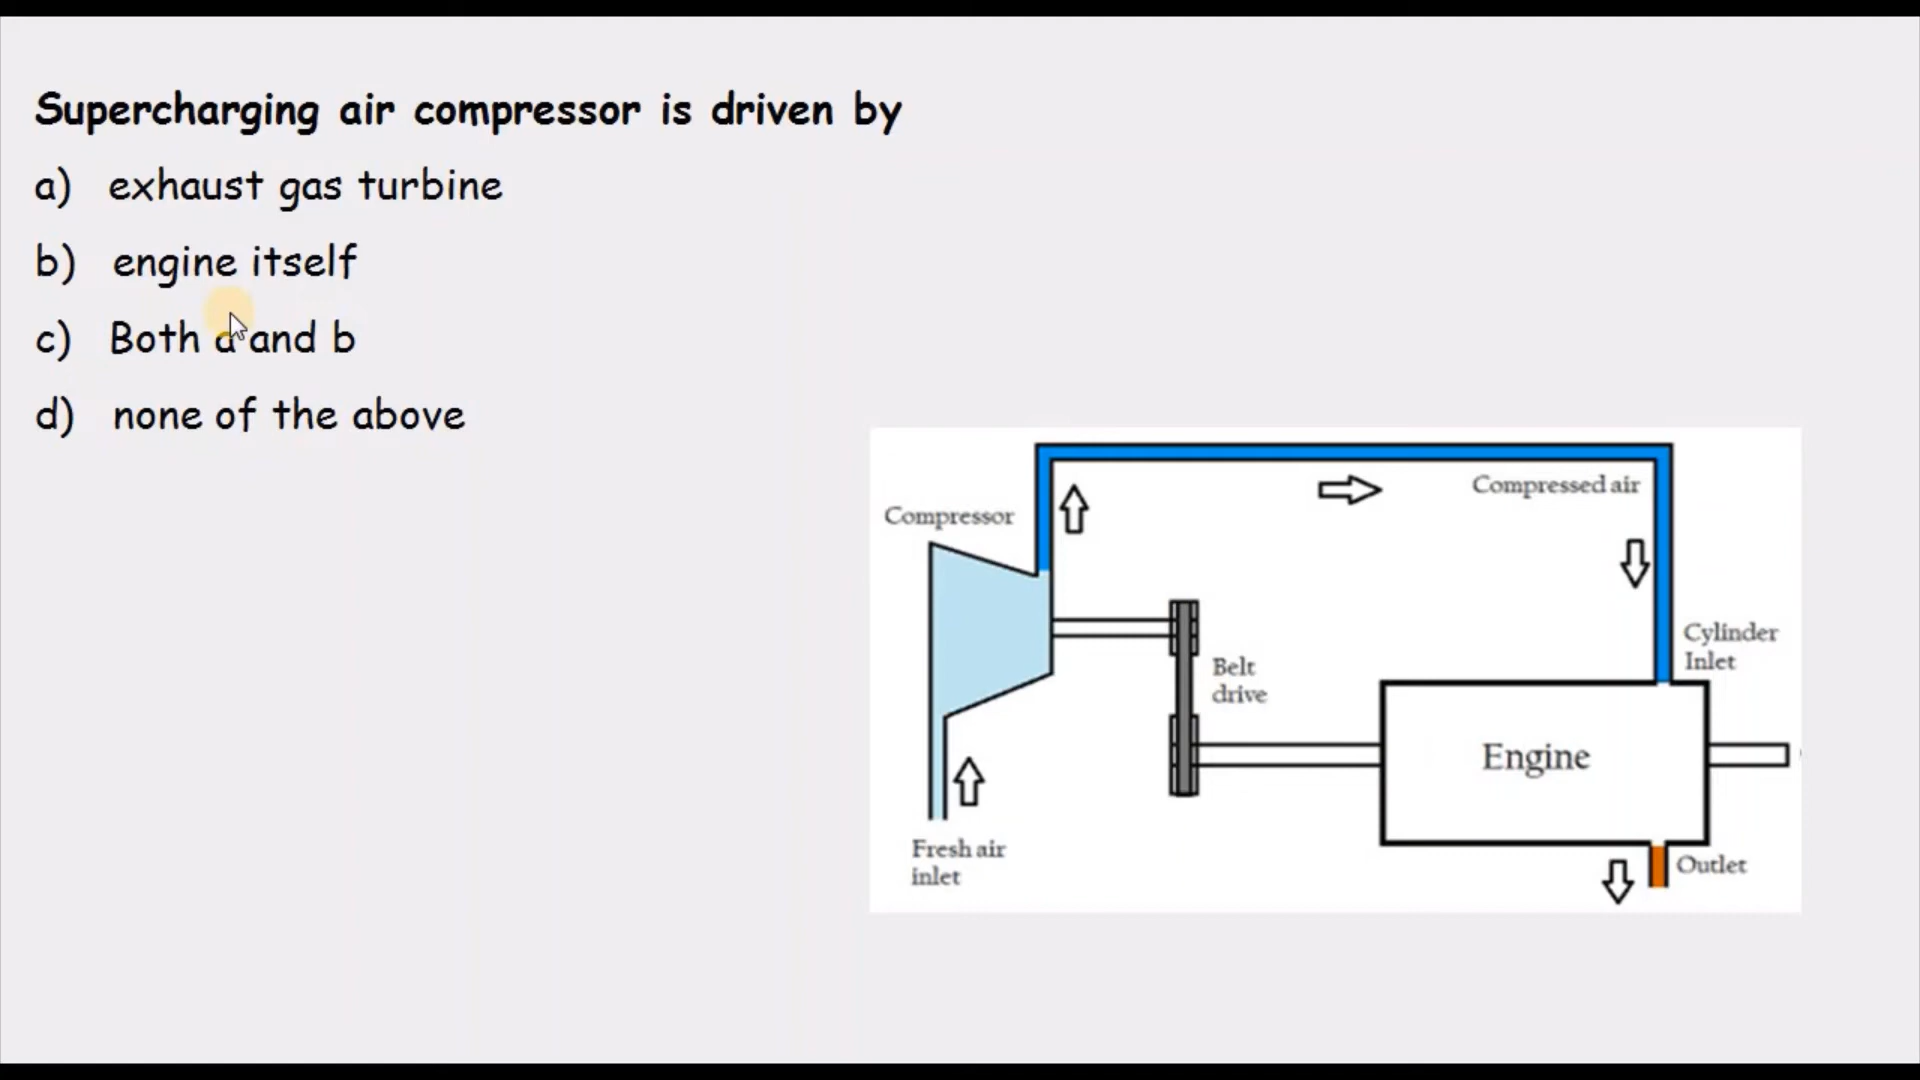 Supercharging air compressor is driven by
a) exhaust gas turbine
b) engine itself
c) Both a and b
d) none of the above
Compressed air
Compressor
Cylinder
Inlet
Belt
drive
Engine
Fresh air
inlet
Outlet